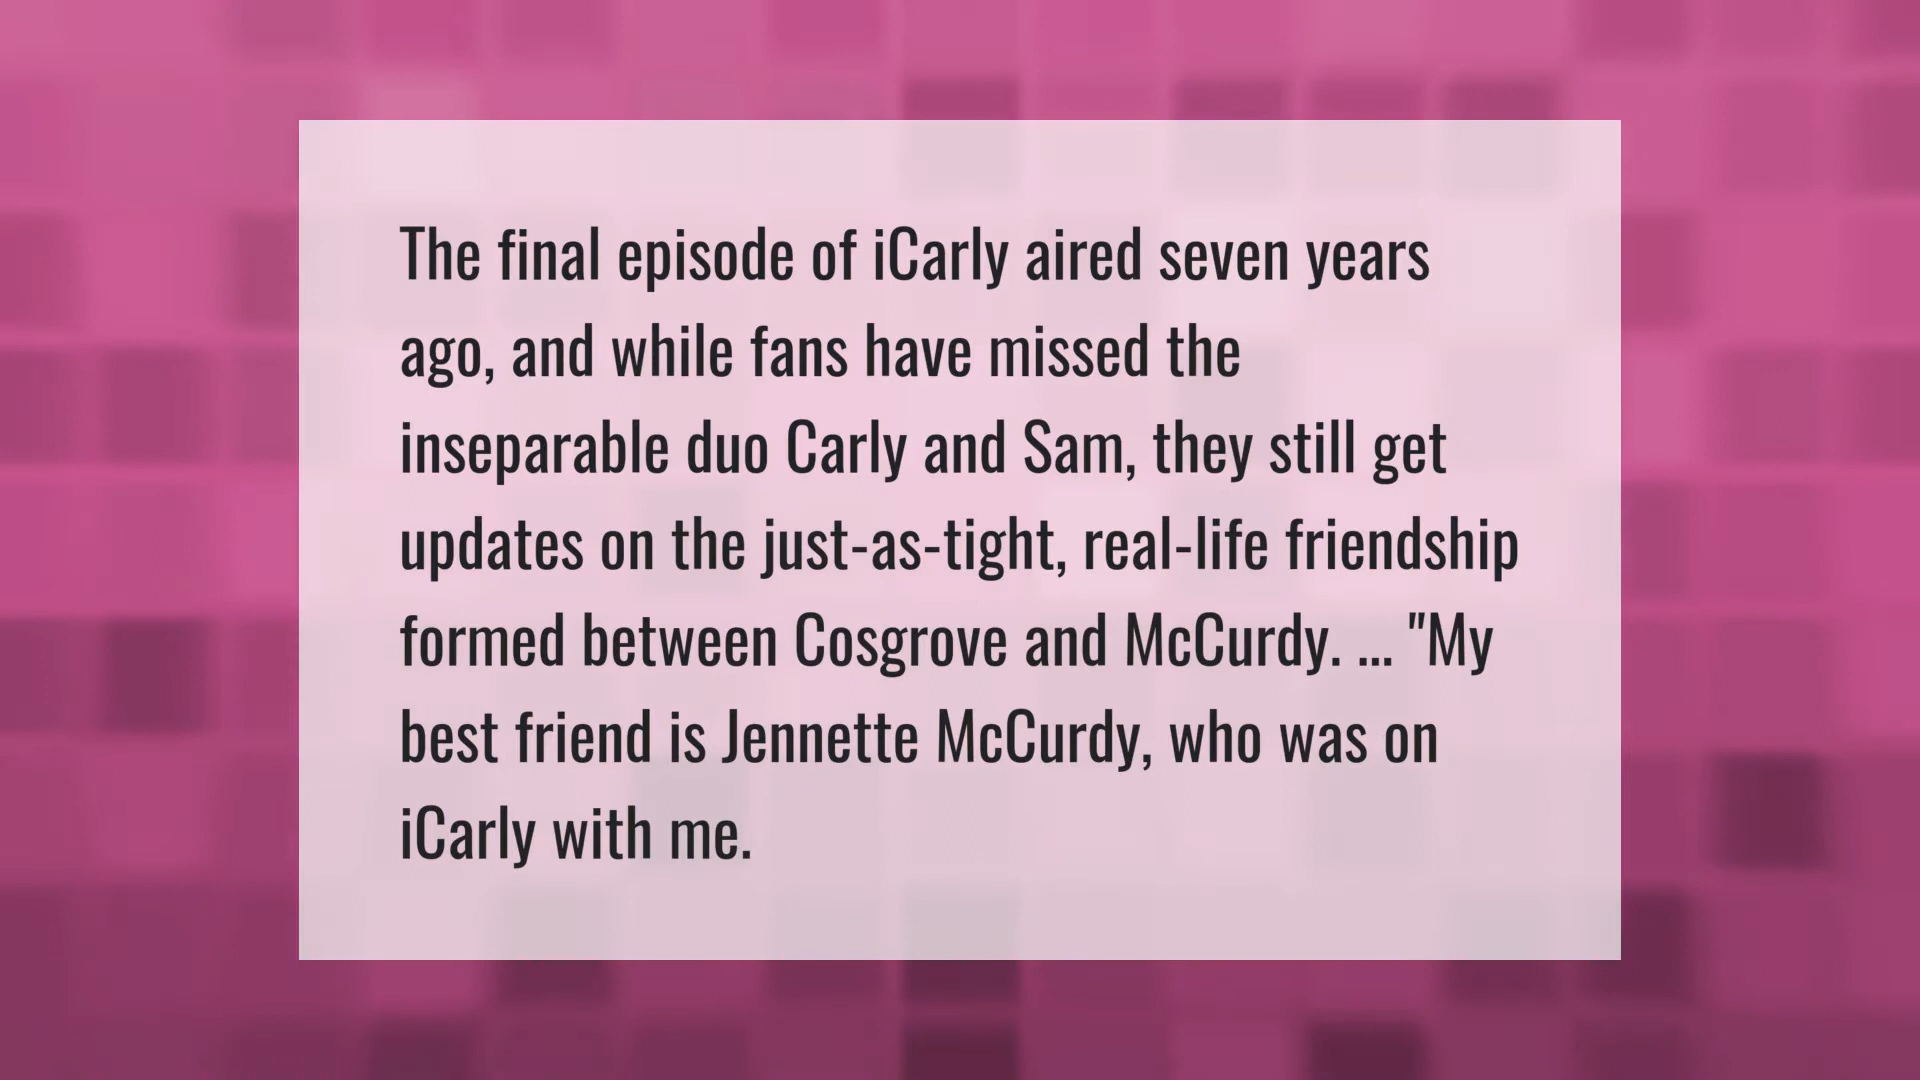 The final episode of iCarly aired seven years
ago, and while fans have missed the
inseparable duo Carly and Sam, they still get
updates on the just-as-tight, real-life friendship
formed between Cosgrove and McCurdy. ... "My
best friend is Jennette McCurdy, who was on
iCarly with me.